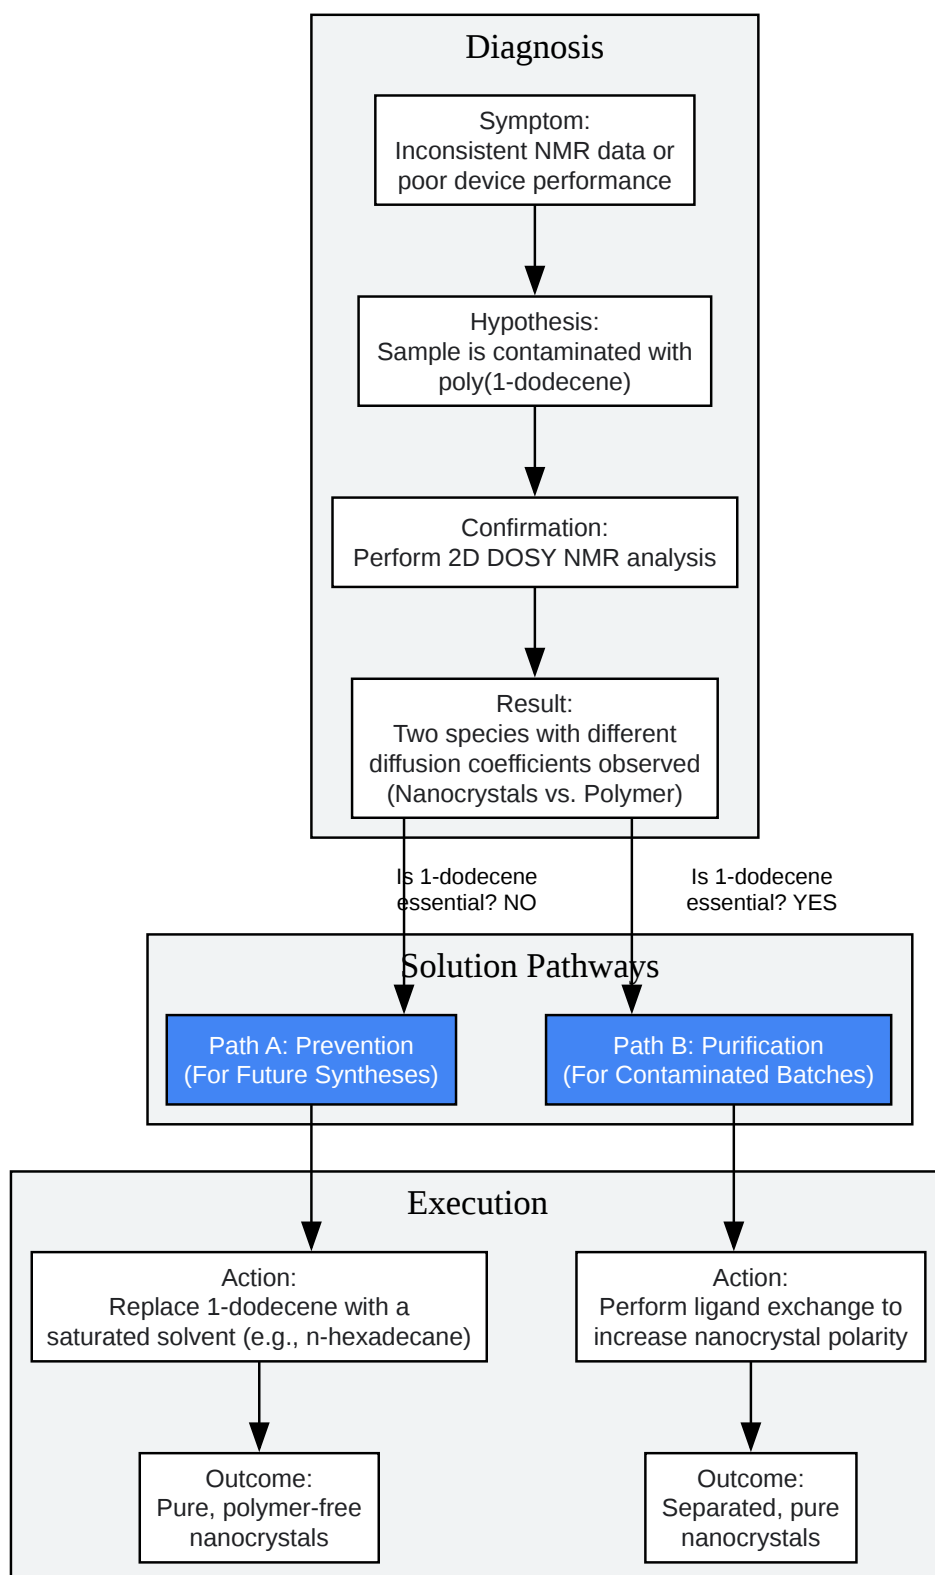 Diagnosis
Symptom:
Inconsistent NMR data or
poor device performance
Hypothesis:
Sample is contaminated with
poly(1-dodecene)
Confirmation:
Perform 2D DOSY NMR analysis
Result:
Two species with different
diffusion coefficients observed
(Nanocrystals vs. Polymer)
Is 1-dodecene
essential? NO
Is 1-dodecene
essential? YES
Solution Pathways
Path A: Prevention
(For Future Syntheses)
Path B: Purification
(For Contaminated Batches)
Execution
Action:
Replace 1-dodecene with a
saturated solvent (e.g., n-hexadecane)
Action:
Perform ligand exchange to
increase nanocrystal polarity
Outcome:
Pure, polymer-free
nanocrystals
Outcome:
Separated, pure
nanocrystals